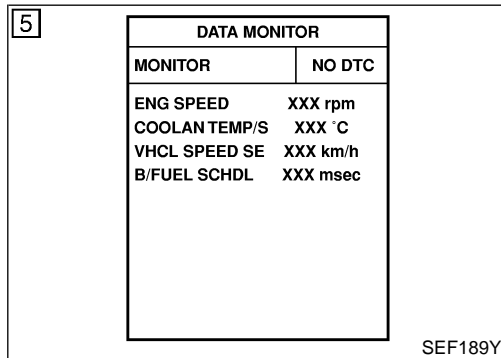 5
DATA MONITOR
MONITOR NO DTC
ENG SPEED XXX rpm
COOLAN TEMP/S XXX °C
VHCL SPEED SE XXX km/h
B/FUEL SCHDL XXX msec
SEF189Y